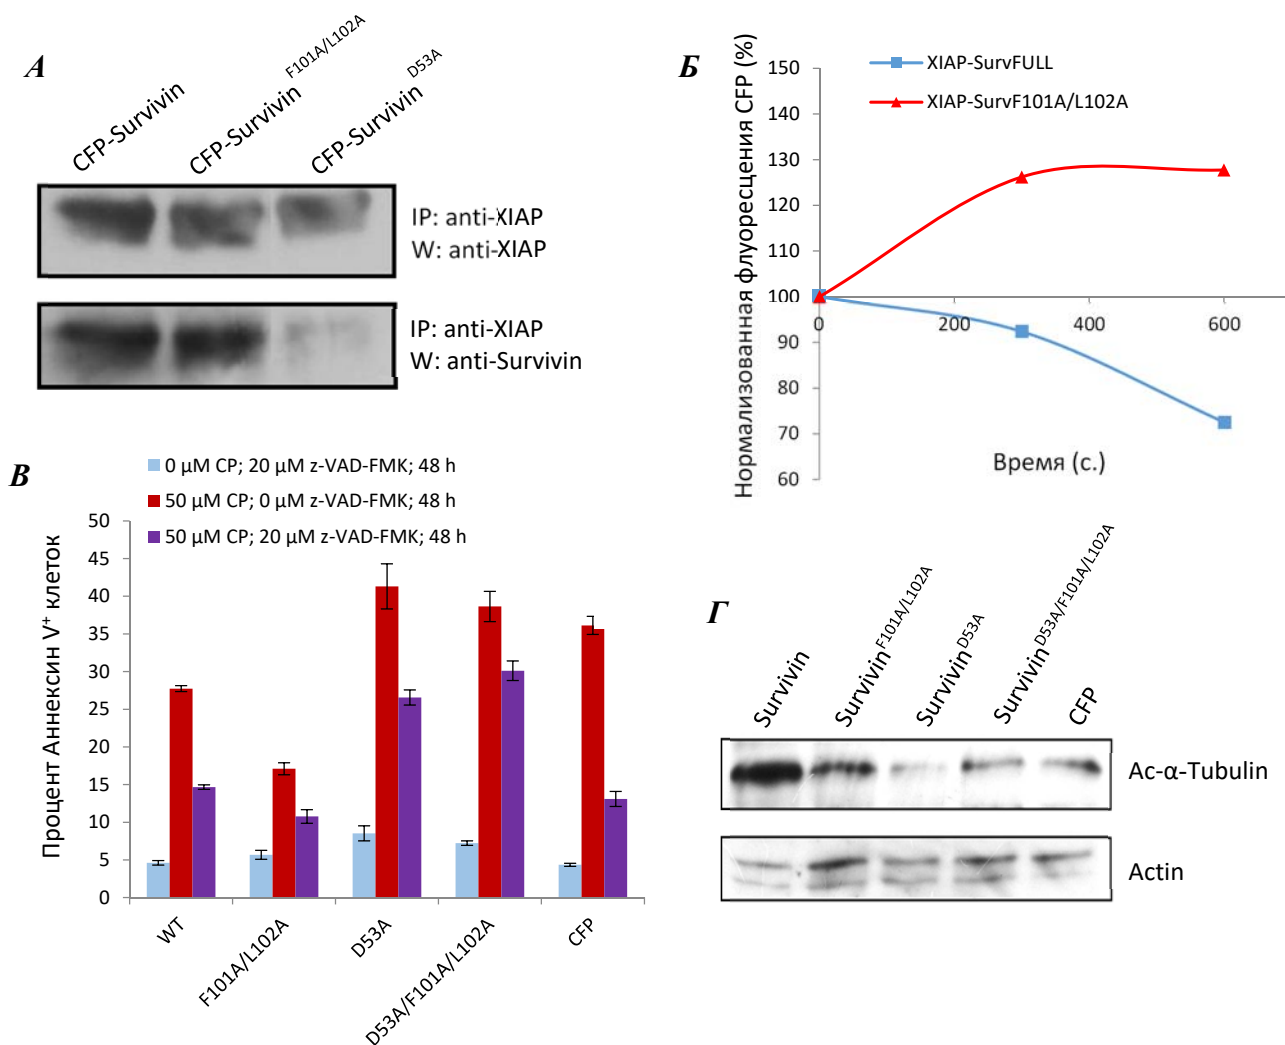 А
CFP-Survivin
CFP-Survivin F101A/L102A
CFP-Survivin D53A
IP: anti-XIAP
W: anti-XIAP
IP: anti-XIAP
W: anti-Survivin
Б
XIAP-SurvFULL
XIAP-SurvF101A/L102A
Нормализованная флуоресценция CFP (%)
150
140
130
120
110
100
90
80
70
60
0
200
400
600
Время (с.)
В
0 µM CP; 20 µM z-VAD-FMK; 48 h
50 µM CP; 0 µM z-VAD-FMK; 48 h
50 µM CP; 20 µM z-VAD-FMK; 48 h
Процент Аннексин V⁺ клеток
50
45
40
35
30
25
20
15
10
5
0
WT
F101A/L102A
D53A
D53A/F101A/L102A
CFP
Г
Survivin
Survivin F101A/L102A
Survivin D53A
Survivin D53A/F101A/L102A
CFP
Ac-α-Tubulin
Actin